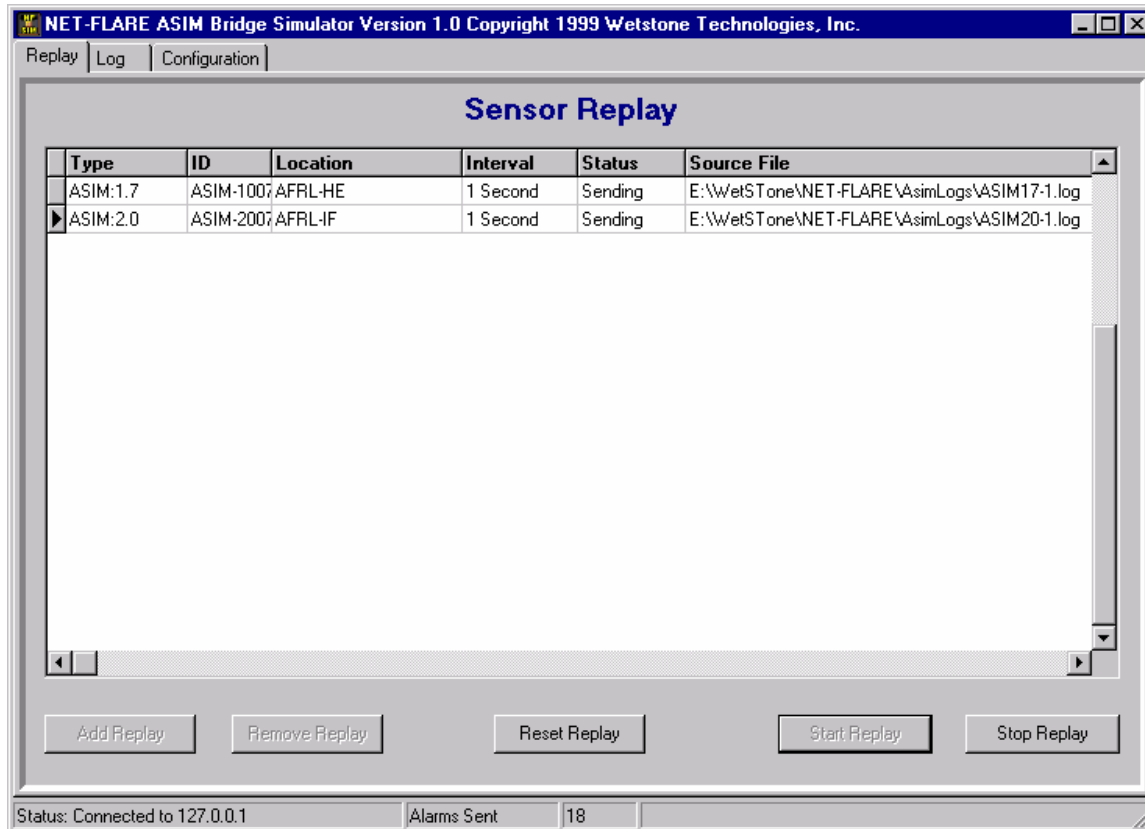 NET-FLARE ASIM Bridge Simulator Version 1.0 Copyright 1999 Wetstone Technologies, Inc.
Replay Log Configuration
Sensor Replay
Type ID Location Interval Status Source File
ASIM:1.7 ASIM-1007 AFRL-HE 1 Second Sending E:\WetSTone\NET-FLARE\AsimLogs\ASIM17-1.log
ASIM:2.0 ASIM-2007 AFRL-IF 1 Second Sending E:\WetSTone\NET-FLARE\AsimLogs\ASIM20-1.log
Add Replay Remove Replay Reset Replay Start Replay Stop Replay
Status: Connected to 127.0.0.1 Alarms Sent 18